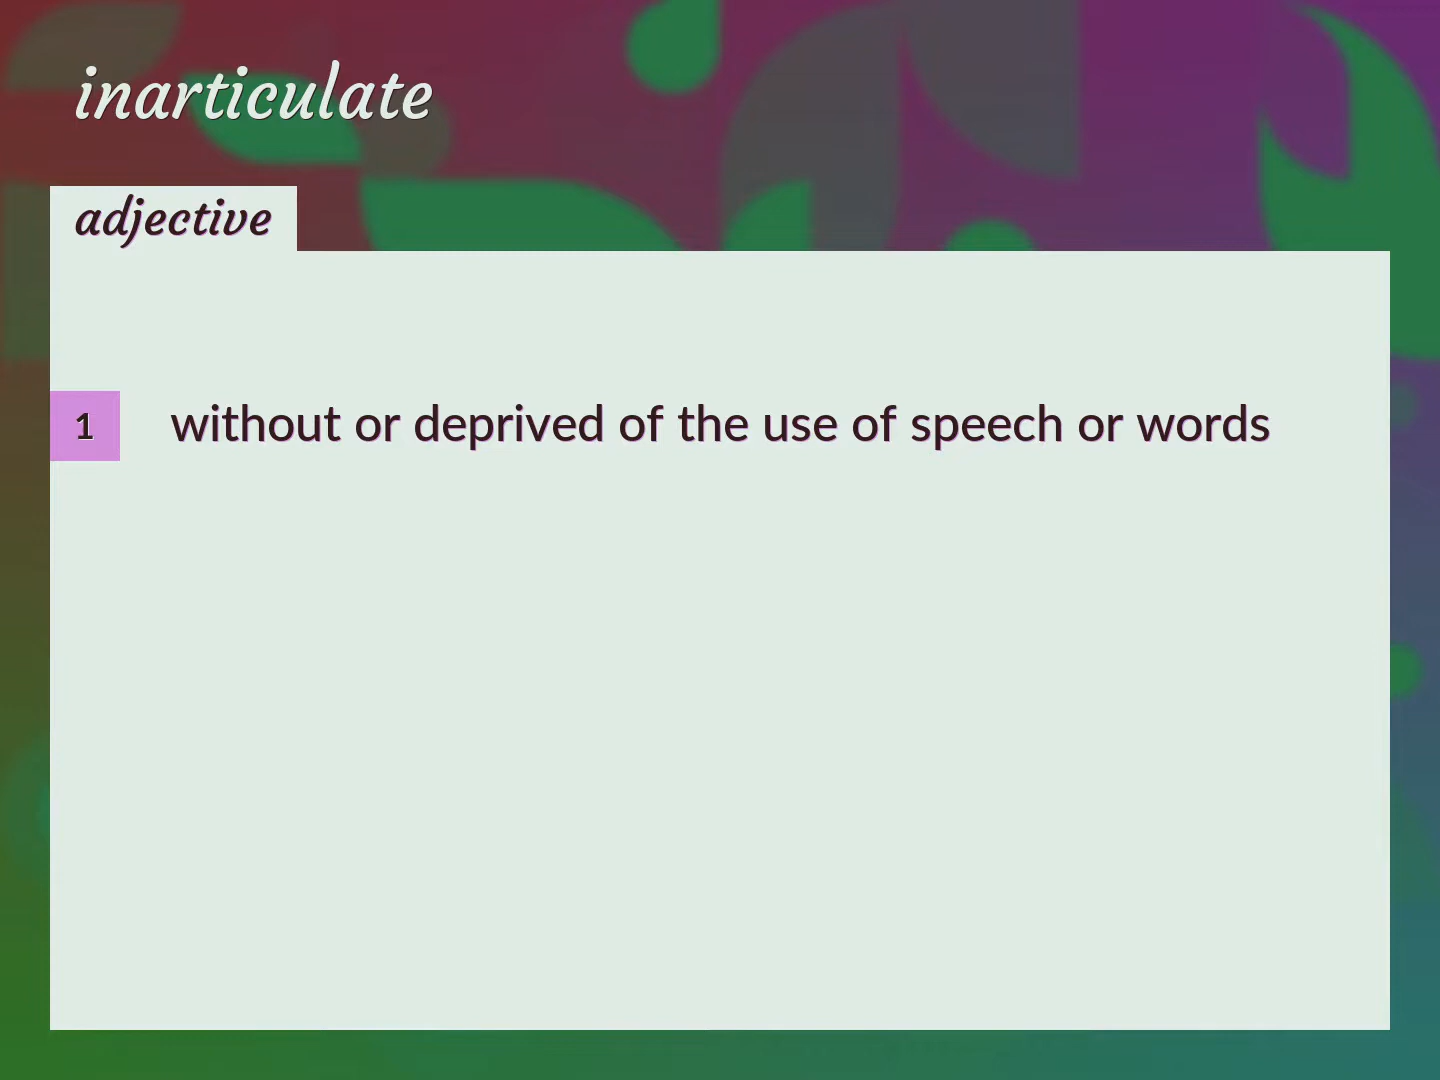 inarticulate
adjective
1 without or deprived of the use of speech or words